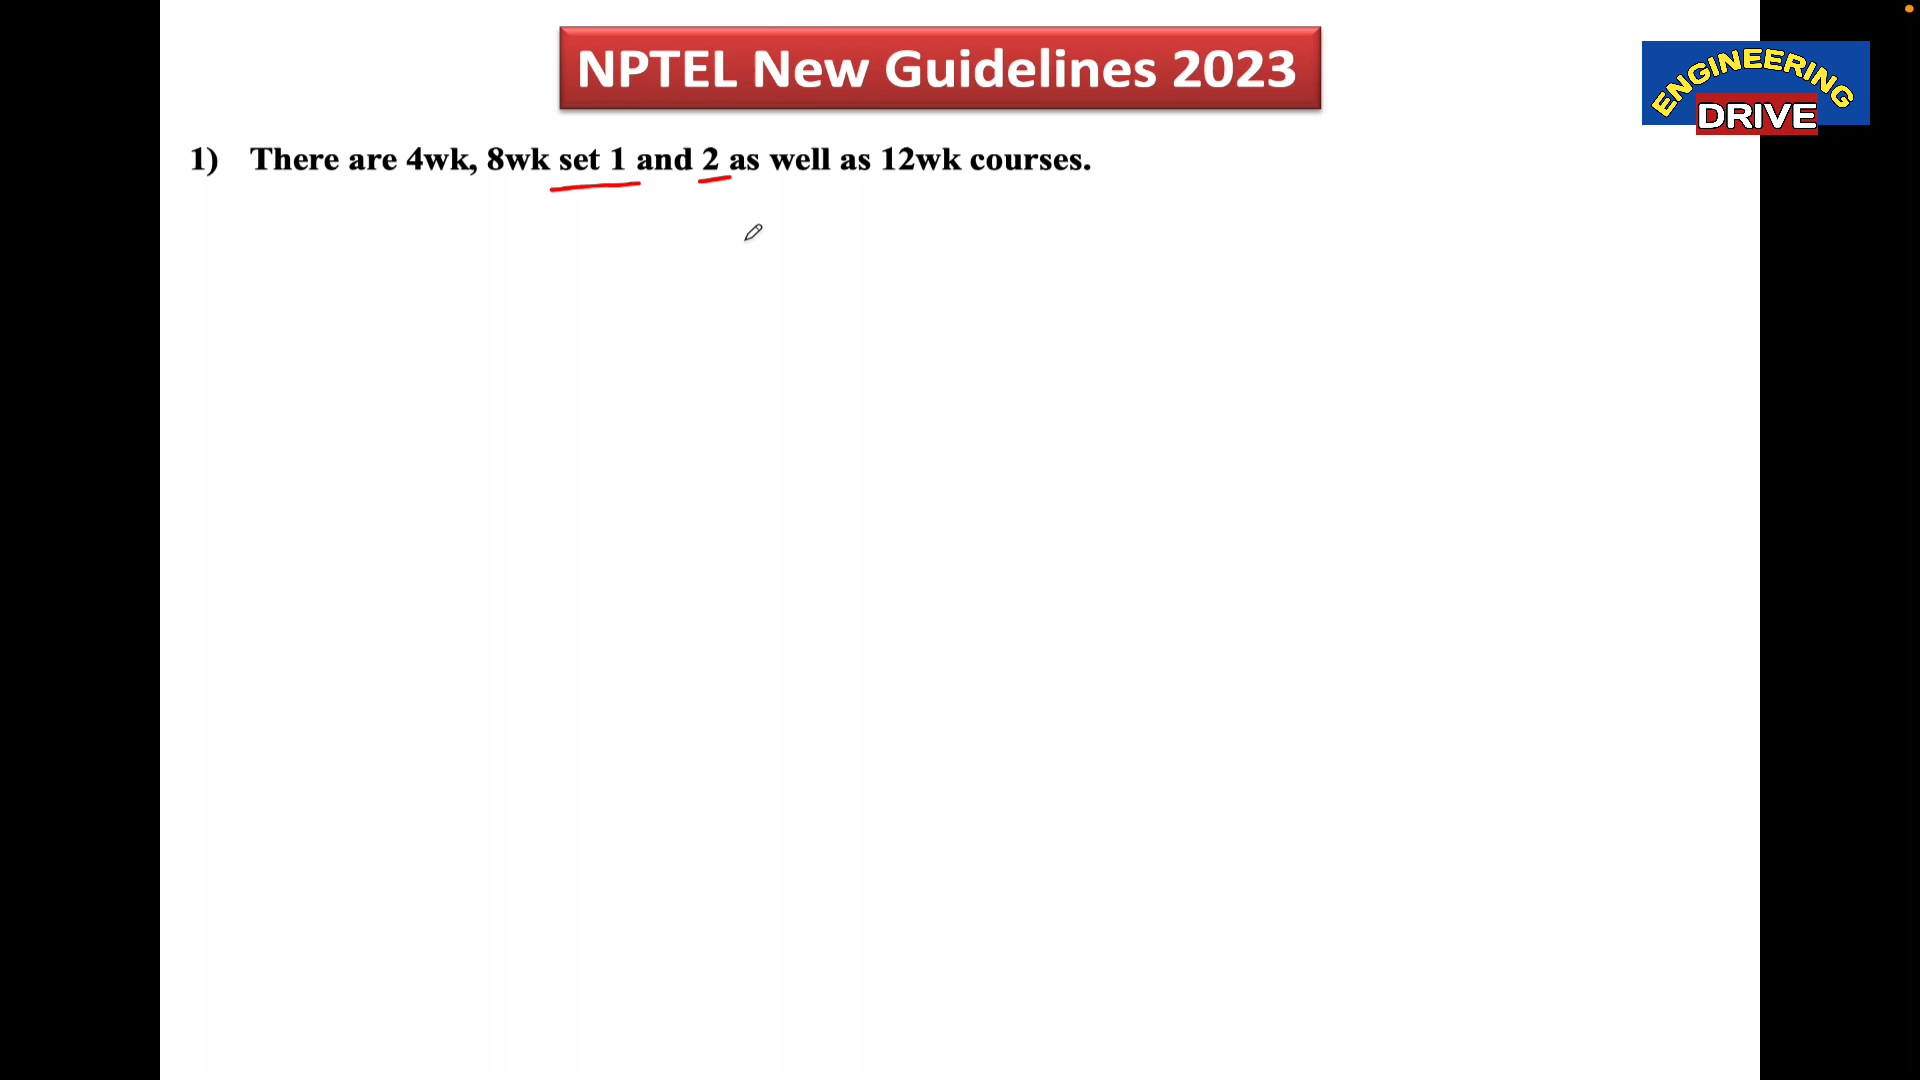 NPTEL New Guidelines 2023
ENGINEERING
DRIVE
1) There are 4wk, 8wk set 1 and 2 as well as 12wk courses.